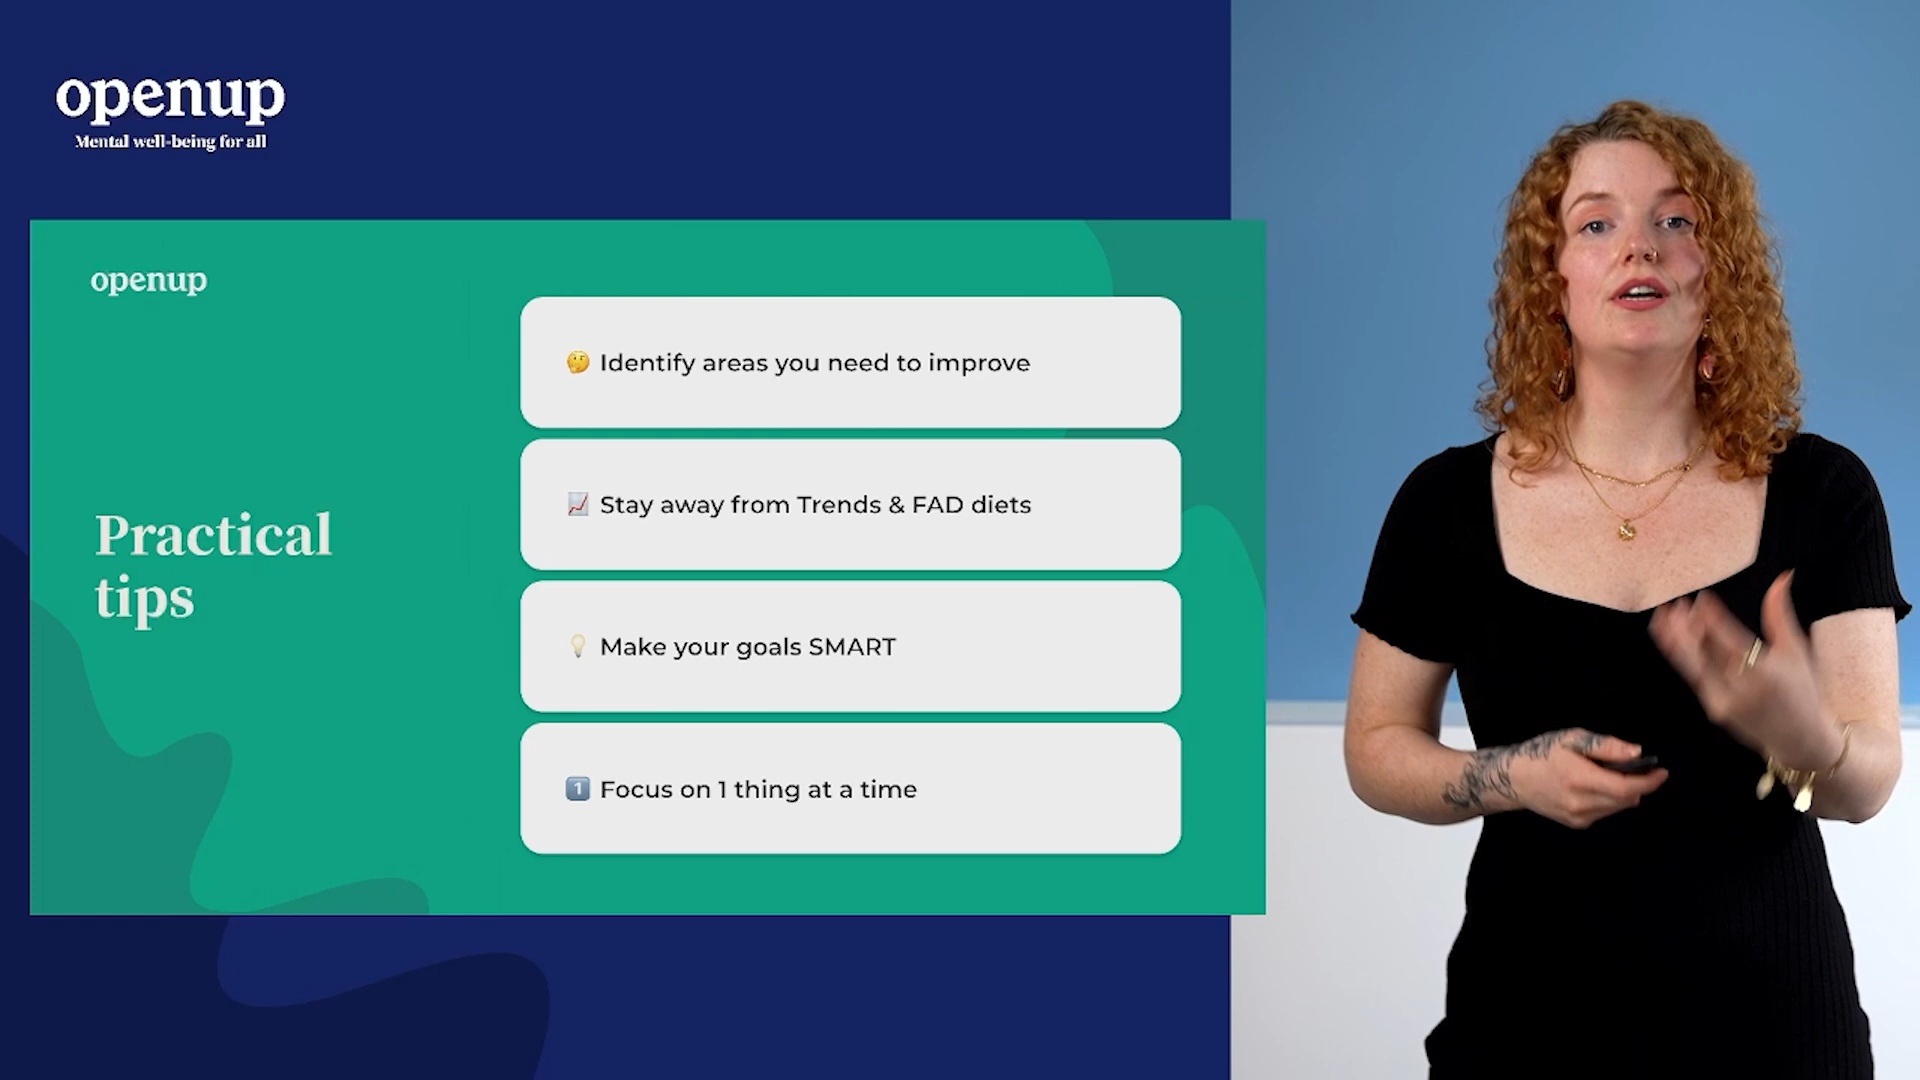 openup
Mental well-being for all
openup
Practical
tips
🤔 Identify areas you need to improve
📈 Stay away from Trends & FAD diets
💡 Make your goals SMART
1️⃣ Focus on 1 thing at a time